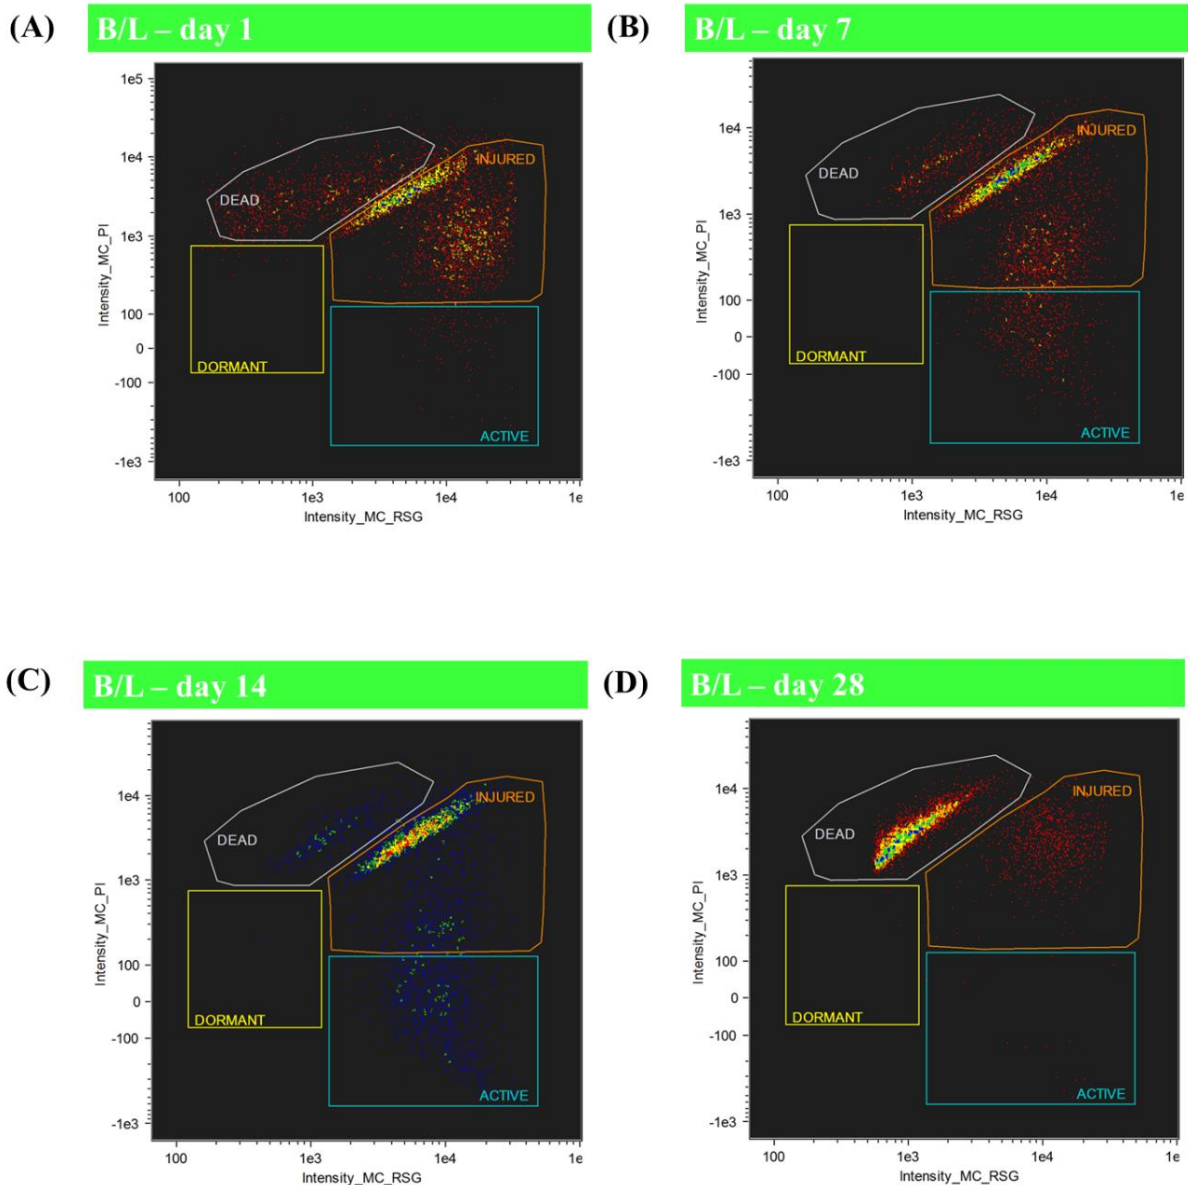 (A) B/L – day 1
1e5
1e4
1e3
100
0
-100
-1e3
Intensity_MC_PI
DEAD
INJURED
DORMANT
ACTIVE
100 1e3 1e4 1e
Intensity_MC_RSG
(B) B/L – day 7
1e4
1e3
100
0
-100
-1e3
Intensity_MC_PI
DEAD
INJURED
DORMANT
ACTIVE
100 1e3 1e4 1e
Intensity_MC_RSG
(C) B/L – day 14
1e4
1e3
100
0
-100
-1e3
Intensity_MC_PI
DEAD
INJURED
DORMANT
ACTIVE
100 1e3 1e4 1e
Intensity_MC_RSG
(D) B/L – day 28
1e4
1e3
100
0
-100
-1e3
Intensity_MC_PI
DEAD
INJURED
DORMANT
ACTIVE
100 1e3 1e4 1e
Intensity_MC_RSG